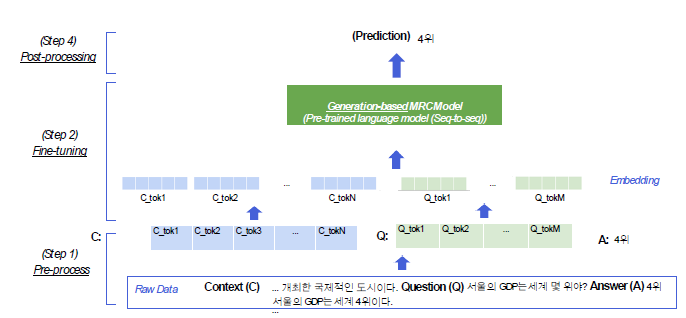 (Step 4)
Post-processing
(Prediction) 4위
Generation-based MRCModel
(Pre-trained language model (Seq-to-seq))
(Step 2)
Fine-tuning
Embedding
C_tok1 C_tok2 ... C_tokN Q_tok1 ... Q_tokM
C: C_tok1 C_tok2 C_tok3 ... C_tokN Q: Q_tok1 Q_tok2 ... Q_tokM A: 4위
(Step 1)
Pre-process
Raw Data Context (C) ... 개최한 국제적인 도시이다. Question (Q) 서울의 GDP는 세계 몇 위야? Answer (A) 4위
서울의 GDP는 세계 4위이다.
...